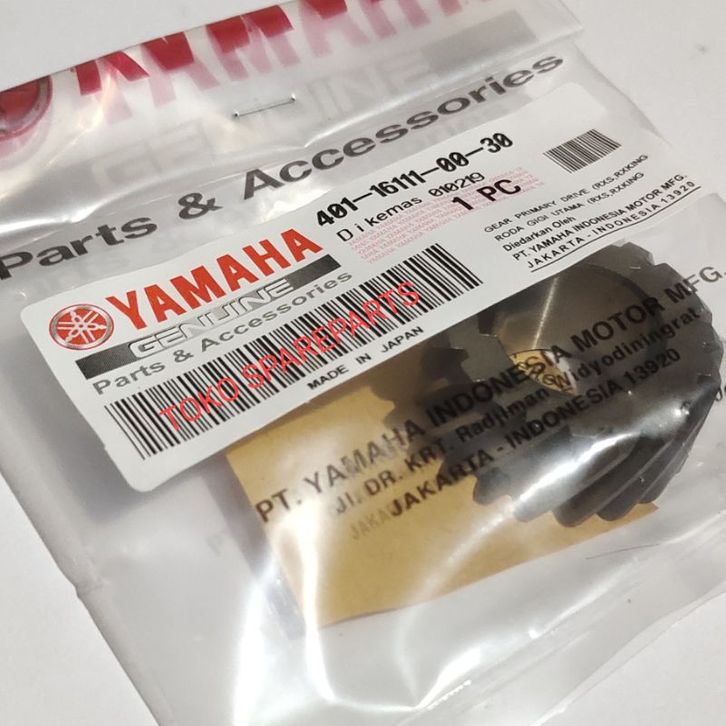 YAMAHA
GENUINE
Parts & Accessories
401-16111-00-30
Dikemas 010219
1 PC
GEAR PRIMARY DRIVE (RXS,RXKING
RODA GIGI UTAMA (RXS,RXKING
Diedarkan Oleh
PT. YAMAHA INDONESIA MOTOR MFG.
JAKARTA - INDONESIA 13920
YAMAHA
GENUINE
Parts & Accessories
TOKO SPAREPARTS
MADE IN JAPAN
PT. YAMAHA INDONESIA MOTOR MFG.
JL. DR. KRT. Radjiman Widyodiningrat
JAKARTA - INDONESIA 13920